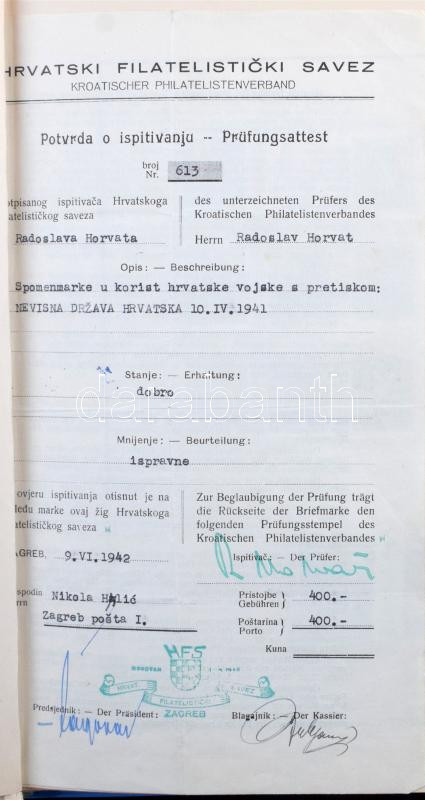 HRVATSKI FILATELISTIČKI SAVEZ
KROATISCHER PHILATELISTENVERBAND
Potvrda o ispitivanju -- Prüfungsattest
broj
Nr. 613
otpisanog ispitivača Hrvatskoga
atelističkog saveza
Radoslava Horvata
des unterzeichneten Prüfers des
Kroatischen Philatelistenverbandes
Herrn Radoslav Horvat
Opis: — Beschreibung:
Spomenmarke u korist hrvatske vojske s pretiskom:
NEVISNA DRŽAVA HRVATSKA 10.IV.1941
Stanje: — Erhaltung:
dobro
darabanth
Mnijenje: — Beurteilung:
ispravne
ovjeru ispitivanja otisnut je na
leđu marke ovaj žig Hrvatskoga
atelističkog saveza
Zur Beglaubigung der Prüfung trägt
die Rückseite der Briefmarke den
folgenden Prüfungsstempel des
Kroatischen Philatelistenverbandes
AGREB, 9.VI.1942
Ispitivač: — Der Prüfer:
spodin
rrn
Nikola
Zagreb pošta I.
Pristojbe
Gebühren 400.-
Poštarina
Porto 400.-
Kuna
HFS
HRVAT. FILATELISTIČKI SAVEZ
ZAGREB
Predsjednik: — Der Präsident:
Blagajnik: — Der Kassier: